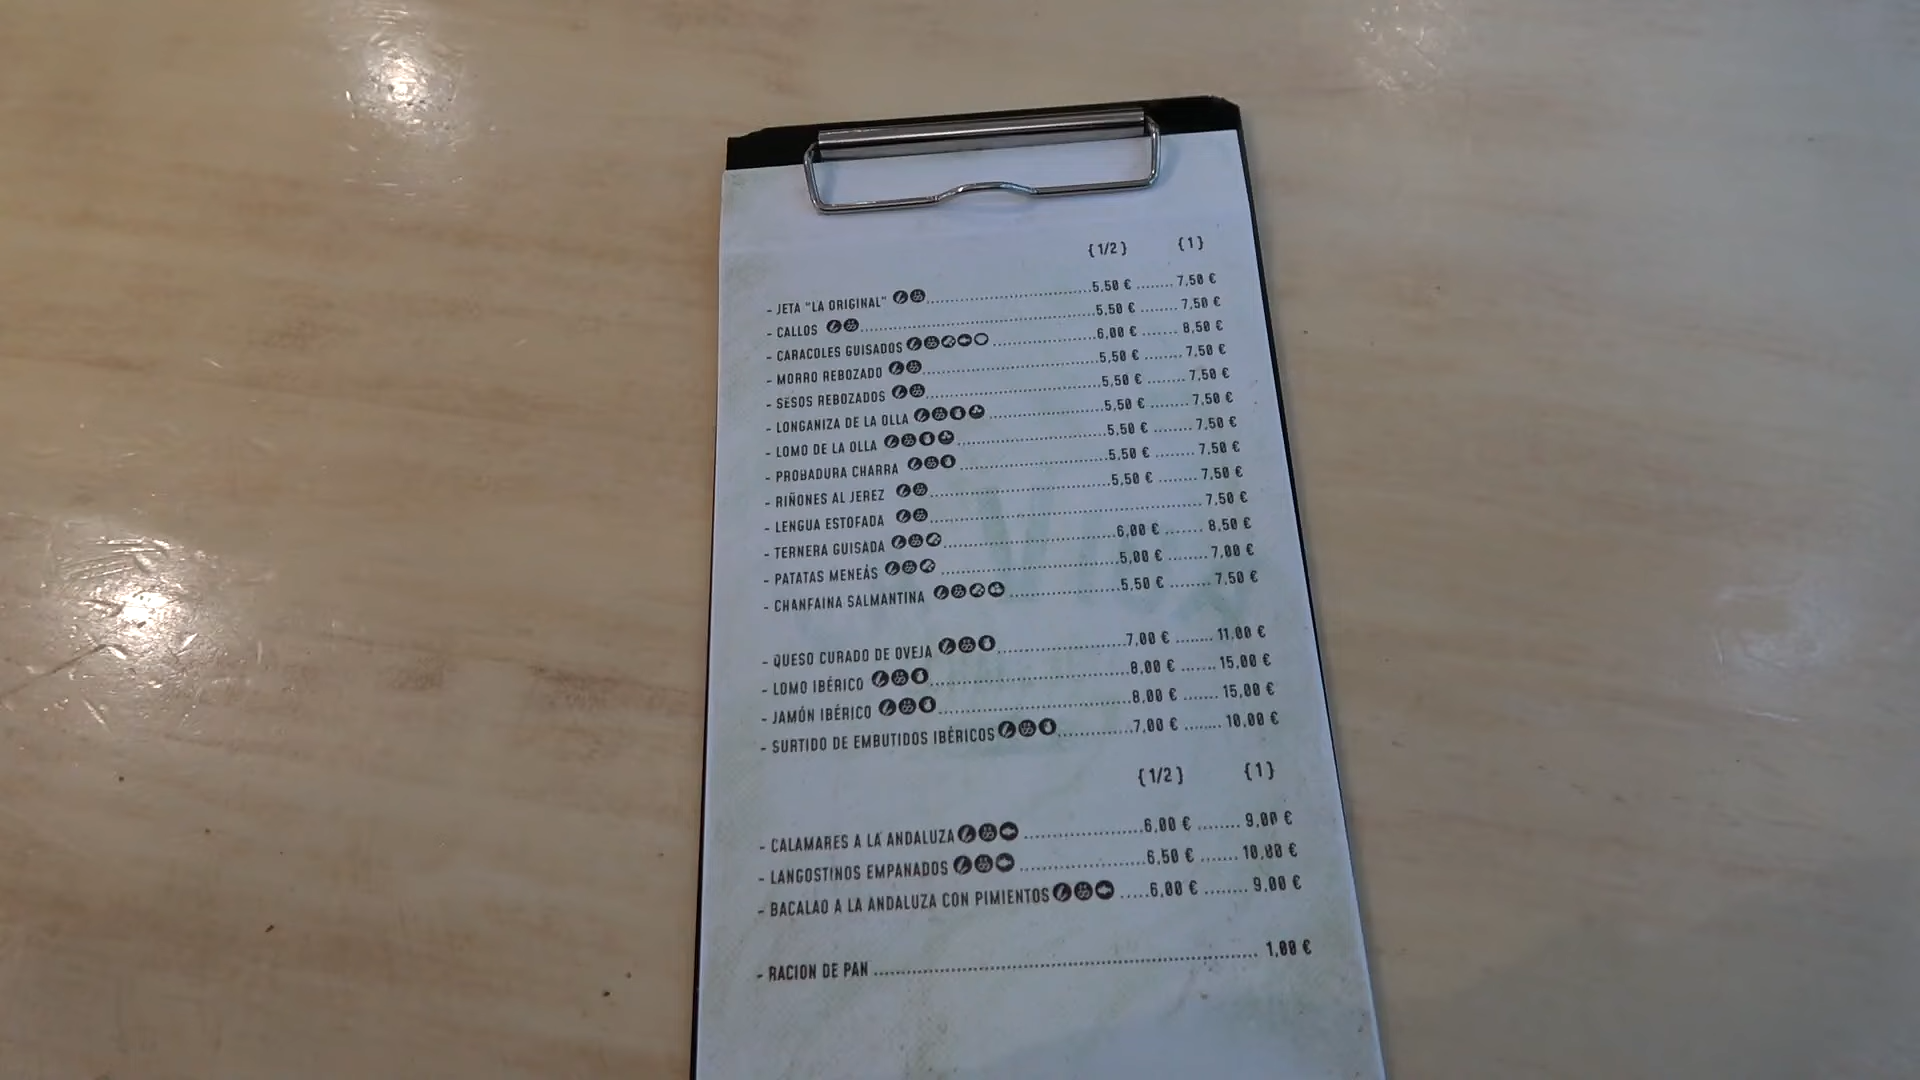 {1/2} {1}
- JETA "LA ORIGINAL" ........ 5,50 € ........ 7,50 €
- CALLOS ........ 5,50 € ........ 7,50 €
- CARACOLES GUISADOS ........ 6,00 € ....... 8,50 €
- MORRO REBOZADO ........ 5,50 € ........ 7,50 €
- SESOS REBOZADOS ........ 5,50 € ........ 7,50 €
- LONGANIZA DE LA OLLA ........ 5,50 € ........ 7,50 €
- LOMO DE LA OLLA ........ 5,50 € ........ 7,50 €
- PROBADURA CHARRA ........ 5,50 € ........ 7,50 €
- RIÑONES AL JEREZ ........ 5,50 € ........ 7,50 €
- LENGUA ESTOFADA ........ 7,50 €
- TERNERA GUISADA ........ 6,00 € ....... 8,50 €
- PATATAS MENEÁS ........ 5,00 € ........ 7,00 €
- CHANFAINA SALMANTINA ........ 5,50 € ........ 7,50 €
- QUESO CURADO DE OVEJA ........ 7,00 € ........ 11,00 €
- LOMO IBÉRICO ........ 8,00 € ....... 15,00 €
- JAMÓN IBÉRICO ........ 8,00 € ....... 15,00 €
- SURTIDO DE EMBUTIDOS IBÉRICOS ........ 7,00 € ........ 10,00 €
{1/2} {1}
- CALAMARES A LA ANDALUZA ........ 6,00 € ........ 9,00 €
- LANGOSTINOS EMPANADOS ........ 6,50 € ....... 10,00 €
- BACALAO A LA ANDALUZA CON PIMIENTOS ..... 6,00 € ........ 9,00 €
- RACION DE PAN ........ 1,00 €